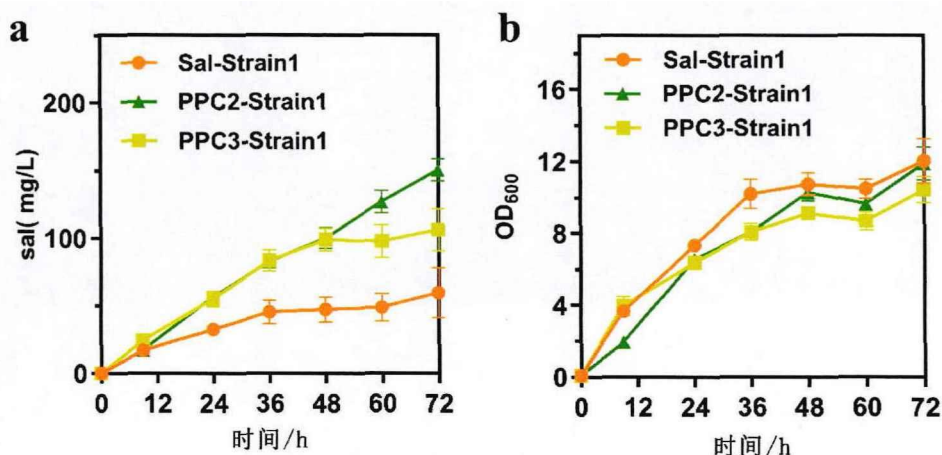 a
Sal-Strain1
PPC2-Strain1
PPC3-Strain1
sal( mg/L)
200
100
0
0 12 24 36 48 60 72
时间/h
b
Sal-Strain1
PPC2-Strain1
PPC3-Strain1
OD600
16
12
8
4
0
0 12 24 36 48 60 72
时间/h